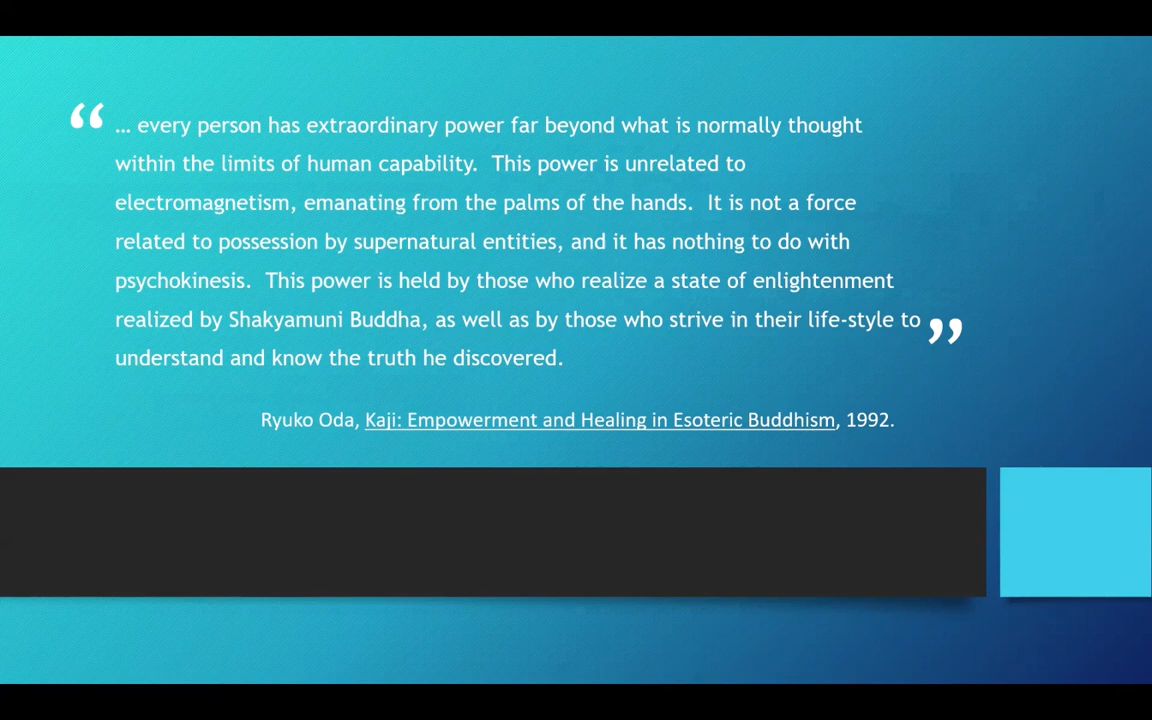 “ … every person has extraordinary power far beyond what is normally thought
within the limits of human capability.  This power is unrelated to
electromagnetism, emanating from the palms of the hands.  It is not a force
related to possession by supernatural entities, and it has nothing to do with
psychokinesis.  This power is held by those who realize a state of enlightenment
realized by Shakyamuni Buddha, as well as by those who strive in their life-style to
understand and know the truth he discovered. ”
Ryuko Oda, Kaji: Empowerment and Healing in Esoteric Buddhism, 1992.